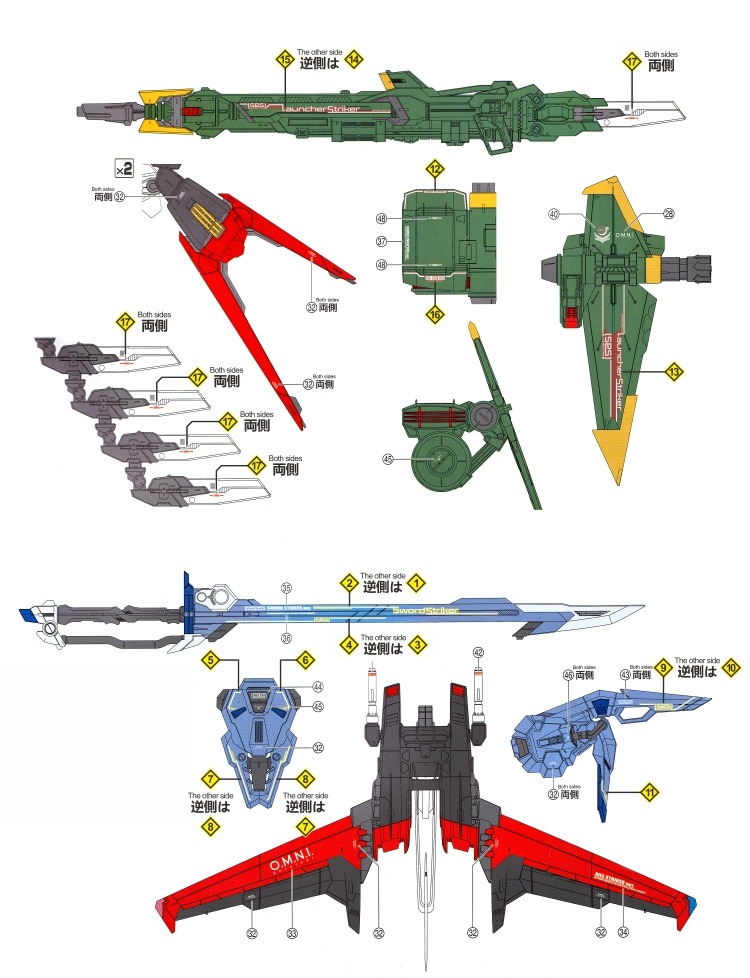 The other side
15 逆側は 14
Both sides
17 両側
SBS LauncherStriker
×2
Both sides
両側 32
32 Both sides
両側
32 Both sides
両側
12
48
37
48
16
40
28
O.M.N.I.
LauncherStriker
SBS
13
45
Both sides
17 両側
Both sides
17 両側
Both sides
17 両側
Both sides
17 両側
35
The other side
2 逆側は 1
SwordStriker
36
The other side
4 逆側は 3
5
6
44
45
32
7
8
The other side
逆側は
8
The other side
逆側は
7
42
Both sides
46 両側
Both sides
43 両側
The other side
9 逆側は 10
Both sides
32 両側
11
O.M.N.I.
32
33
32
32
32
34
32